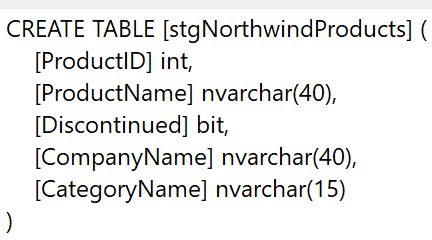 CREATE TABLE [stgNorthwindProducts] (
[ProductID] int,
[ProductName] nvarchar(40),
[Discontinued] bit,
[CompanyName] nvarchar(40),
[CategoryName] nvarchar(15)
)